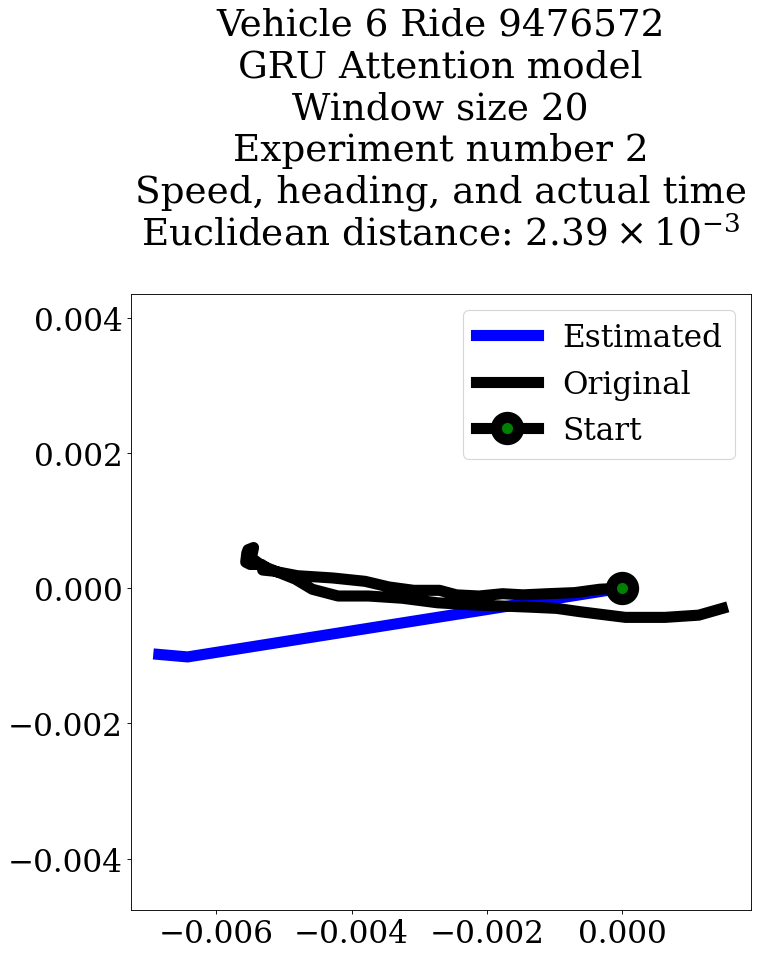 Vehicle 6 Ride 9476572
GRU Attention model
Window size 20
Experiment number 2
Speed, heading, and actual time
Euclidean distance: 2.39 × 10⁻³
Estimated
Original
Start
0.004
0.002
0.000
−0.002
−0.004
−0.006 −0.004 −0.002 0.000